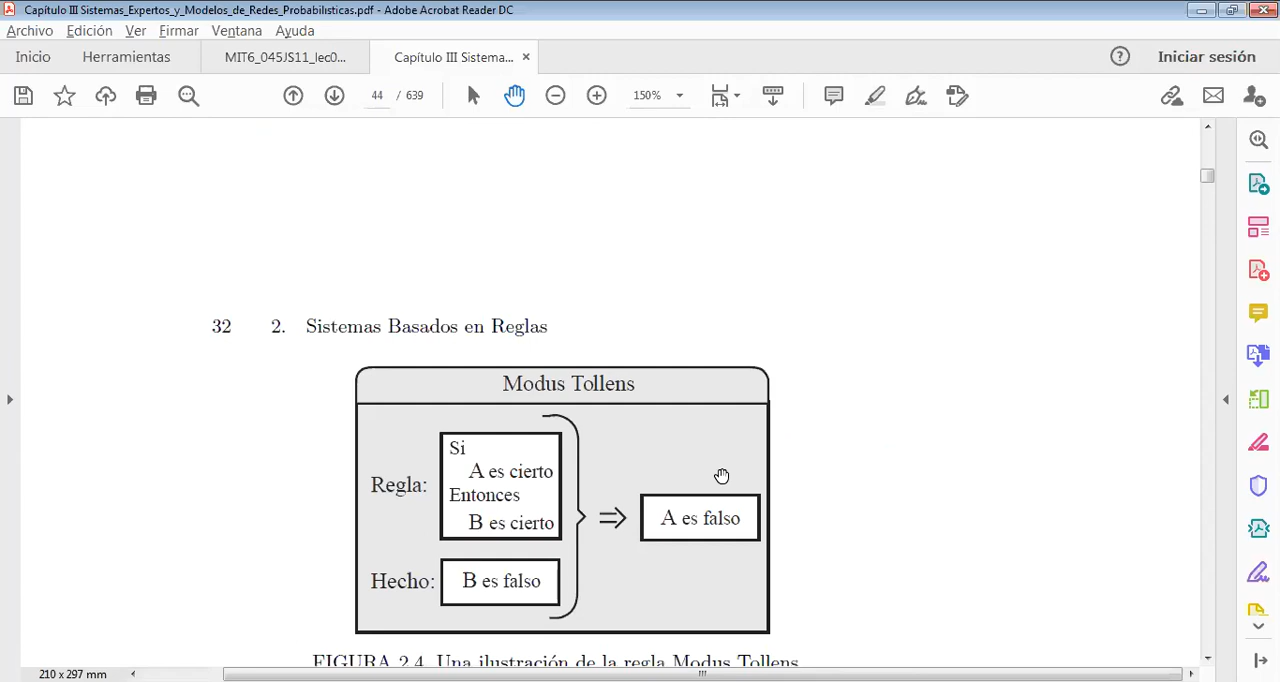 Capítulo III Sistemas_Expertos_y_Modelos_de_Redes_Probabilisticas.pdf - Adobe Acrobat Reader DC
Archivo Edición Ver Firmar Ventana Ayuda
Inicio Herramientas MIT6_045JS11_lec0... Capítulo III Sistema... × Iniciar sesión
44 / 639 150%
32 2. Sistemas Basados en Reglas
Modus Tollens
Regla:
Si
A es cierto
Entonces
B es cierto
Hecho: B es falso
⇒ A es falso
FIGURA 2.4. Una ilustración de la regla Modus Tollens
210 x 297 mm